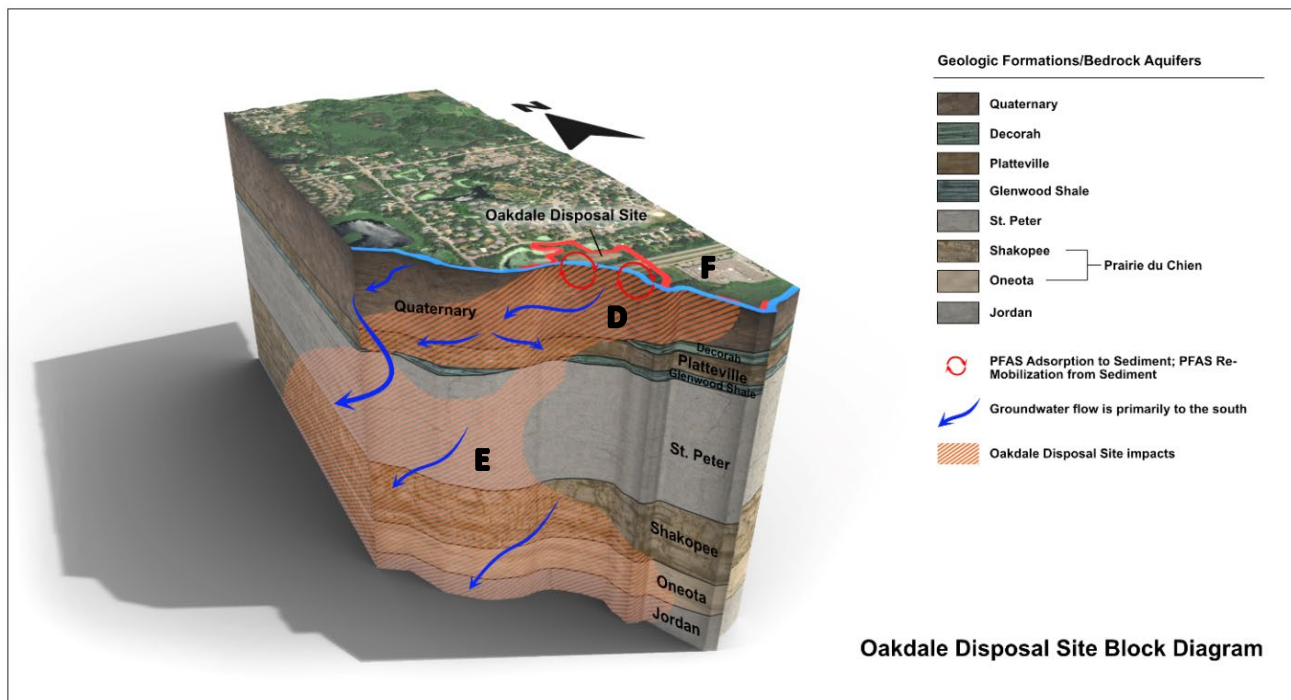 Geologic Formations/Bedrock Aquifers
Quaternary
Decorah
Platteville
Glenwood Shale
St. Peter
Shakopee
Oneota
Prairie du Chien
Jordan
PFAS Adsorption to Sediment; PFAS Re-
Mobilization from Sediment
Groundwater flow is primarily to the south
Oakdale Disposal Site impacts
N
Oakdale Disposal Site
F
D
Quaternary
Decorah
Platteville
Glenwood Shale
E
St. Peter
Shakopee
Oneota
Jordan
Oakdale Disposal Site Block Diagram